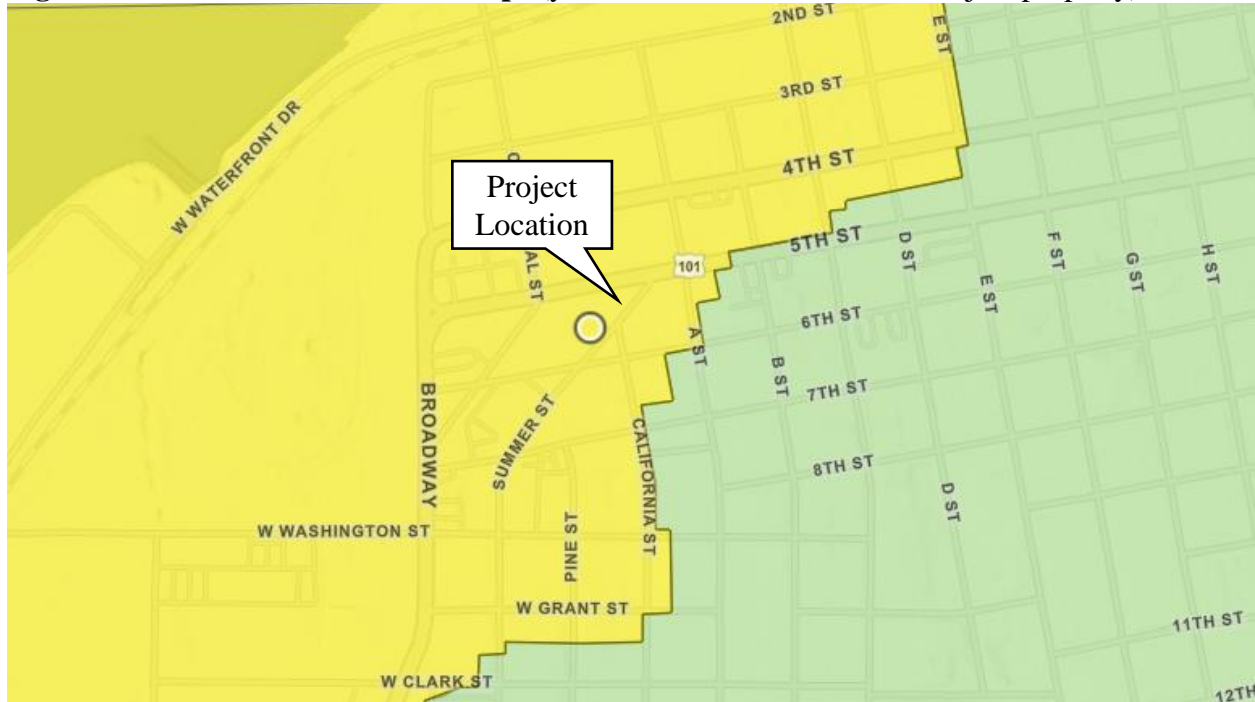 2ND ST
E ST
3RD ST
W WATERFRONT DR
4TH ST
Project
Location
5TH ST
D ST
F ST
G ST
H ST
AL ST
101
E ST
6TH ST
A ST
B ST
7TH ST
BROADWAY
SUMMER ST
CALIFORNIA ST
8TH ST
D ST
W WASHINGTON ST
PINE ST
W GRANT ST
11TH ST
W CLARK ST
12TH